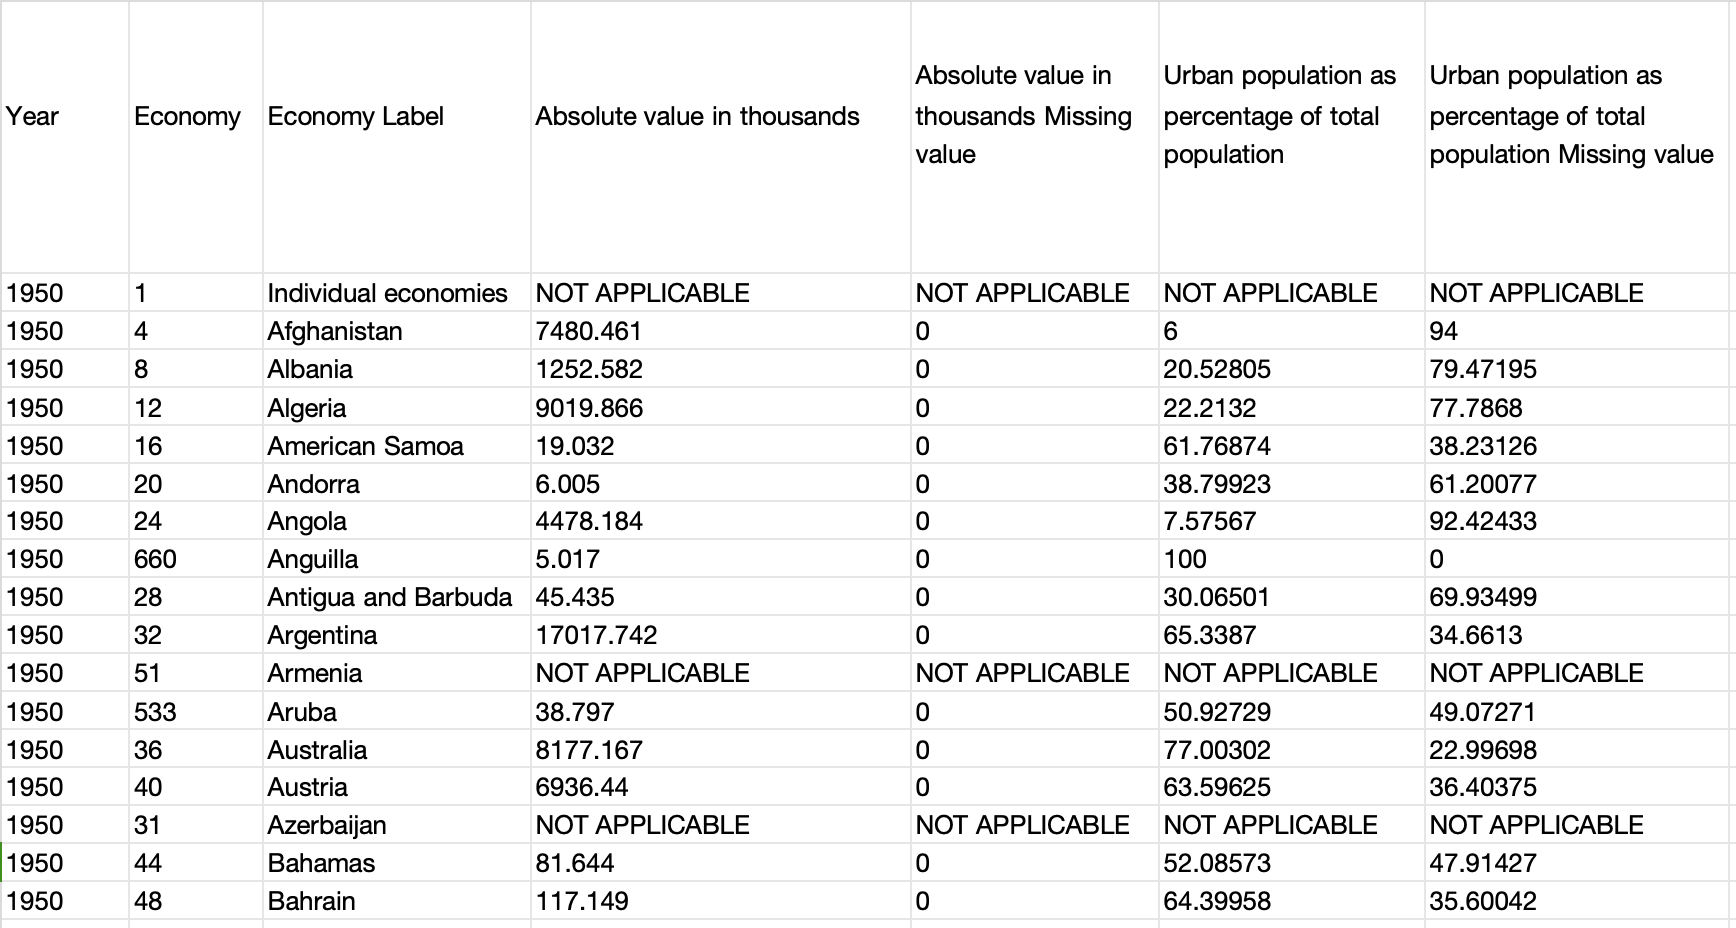 Year Economy Economy Label Absolute value in thousands Absolute value in thousands Missing value Urban population as percentage of total population Urban population as percentage of total population Missing value
1950 1 Individual economies NOT APPLICABLE NOT APPLICABLE NOT APPLICABLE NOT APPLICABLE
1950 4 Afghanistan 7480.461 0 6 94
1950 8 Albania 1252.582 0 20.52805 79.47195
1950 12 Algeria 9019.866 0 22.2132 77.7868
1950 16 American Samoa 19.032 0 61.76874 38.23126
1950 20 Andorra 6.005 0 38.79923 61.20077
1950 24 Angola 4478.184 0 7.57567 92.42433
1950 660 Anguilla 5.017 0 100 0
1950 28 Antigua and Barbuda 45.435 0 30.06501 69.93499
1950 32 Argentina 17017.742 0 65.3387 34.6613
1950 51 Armenia NOT APPLICABLE NOT APPLICABLE NOT APPLICABLE NOT APPLICABLE
1950 533 Aruba 38.797 0 50.92729 49.07271
1950 36 Australia 8177.167 0 77.00302 22.99698
1950 40 Austria 6936.44 0 63.59625 36.40375
1950 31 Azerbaijan NOT APPLICABLE NOT APPLICABLE NOT APPLICABLE NOT APPLICABLE
1950 44 Bahamas 81.644 0 52.08573 47.91427
1950 48 Bahrain 117.149 0 64.39958 35.60042